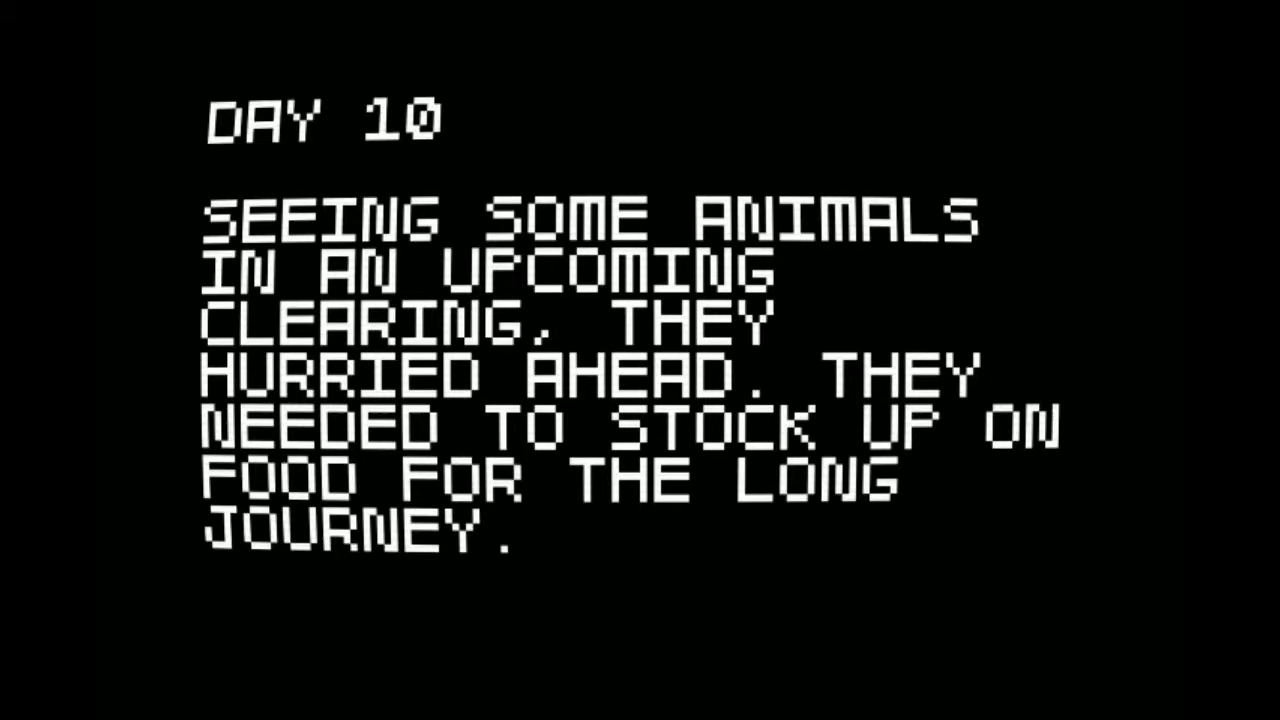 DAY 10
SEEING SOME ANIMALS
IN AN UPCOMING
CLEARING, THEY
HURRIED AHEAD. THEY
NEEDED TO STOCK UP ON
FOOD FOR THE LONG
JOURNEY.